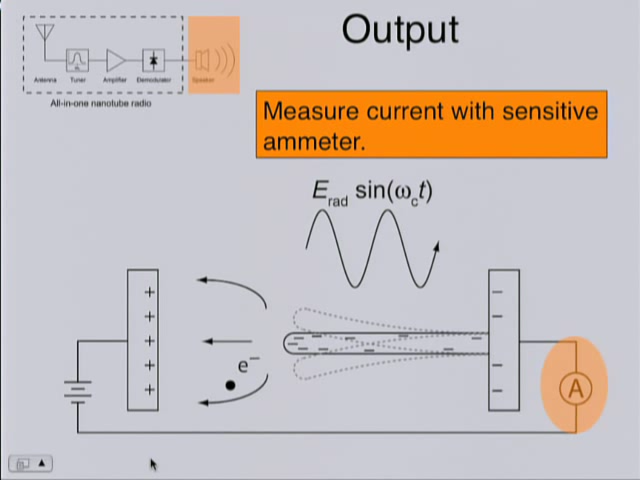 Output
Antenna Tuner Amplifier Demodulator Speaker
All-in-one nanotube radio
Measure current with sensitive
ammeter.
E_rad sin(ω_c t)
+
+
+
+
+
e⁻
A